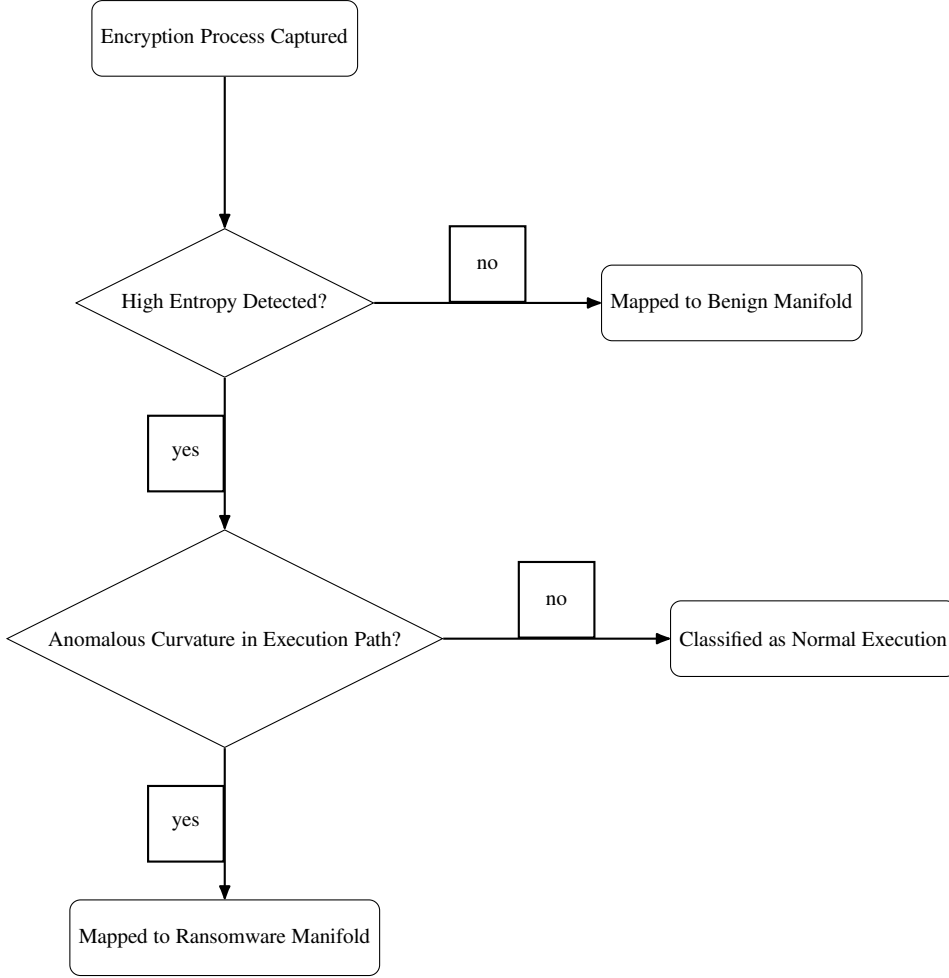 Encryption Process Captured
High Entropy Detected?
no
Mapped to Benign Manifold
yes
Anomalous Curvature in Execution Path?
no
Classified as Normal Execution
yes
Mapped to Ransomware Manifold